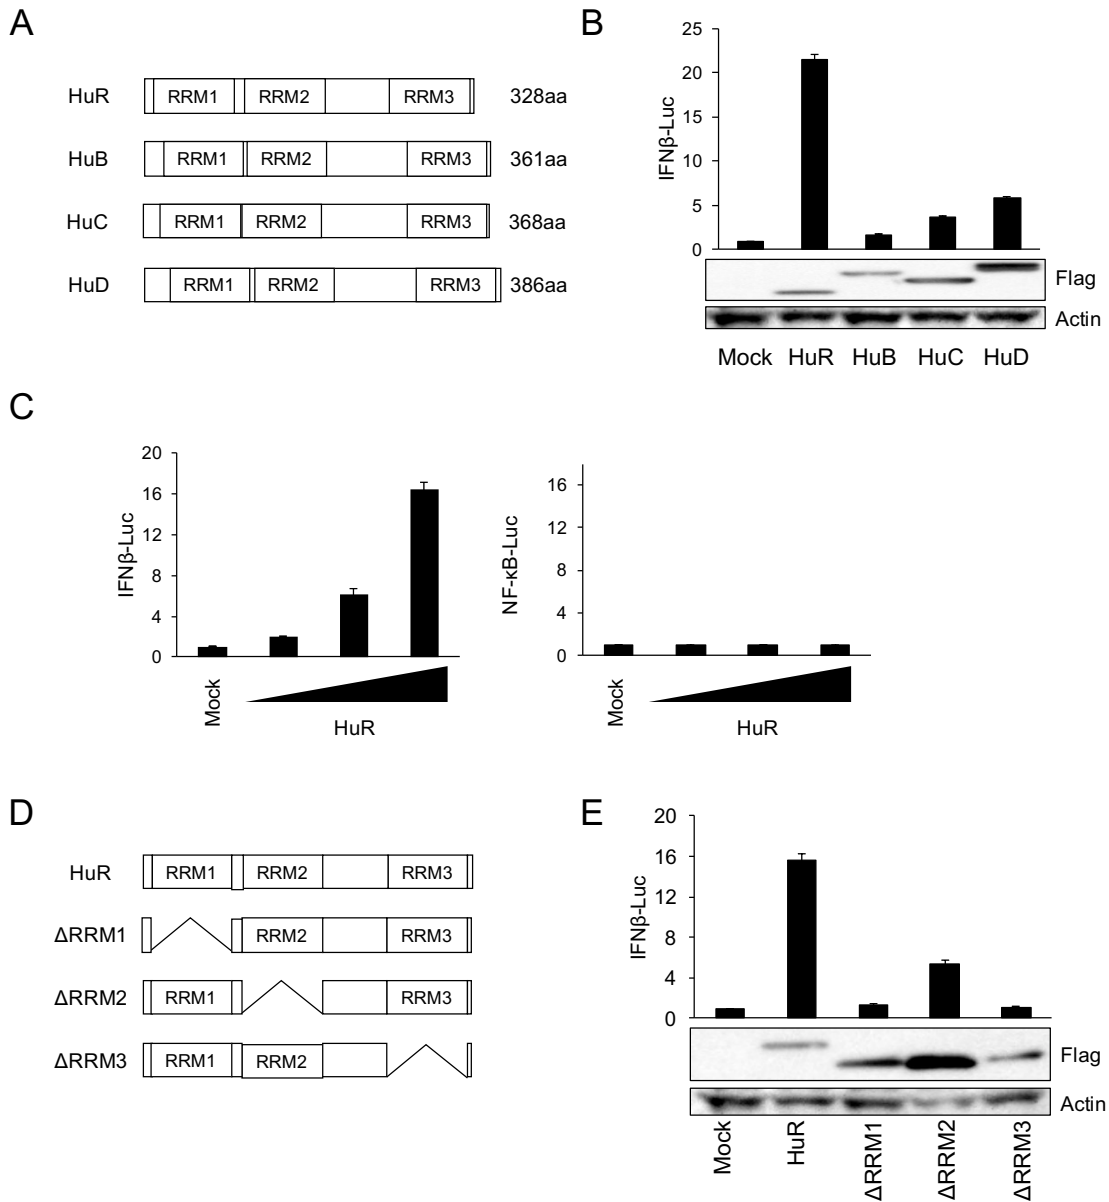 A
HuR RRM1 RRM2 RRM3 328aa
HuB RRM1 RRM2 RRM3 361aa
HuC RRM1 RRM2 RRM3 368aa
HuD RRM1 RRM2 RRM3 386aa
B
IFNβ-Luc
25
20
15
10
5
0
Flag
Actin
Mock HuR HuB HuC HuD
C
IFNβ-Luc
20
16
12
8
4
0
Mock
HuR
NF-κB-Luc
16
12
8
4
0
Mock
HuR
D
HuR RRM1 RRM2 RRM3
ΔRRM1 RRM2 RRM3
ΔRRM2 RRM1 RRM3
ΔRRM3 RRM1 RRM2
E
IFNβ-Luc
20
16
12
8
4
0
Flag
Actin
Mock HuR ΔRRM1 ΔRRM2 ΔRRM3